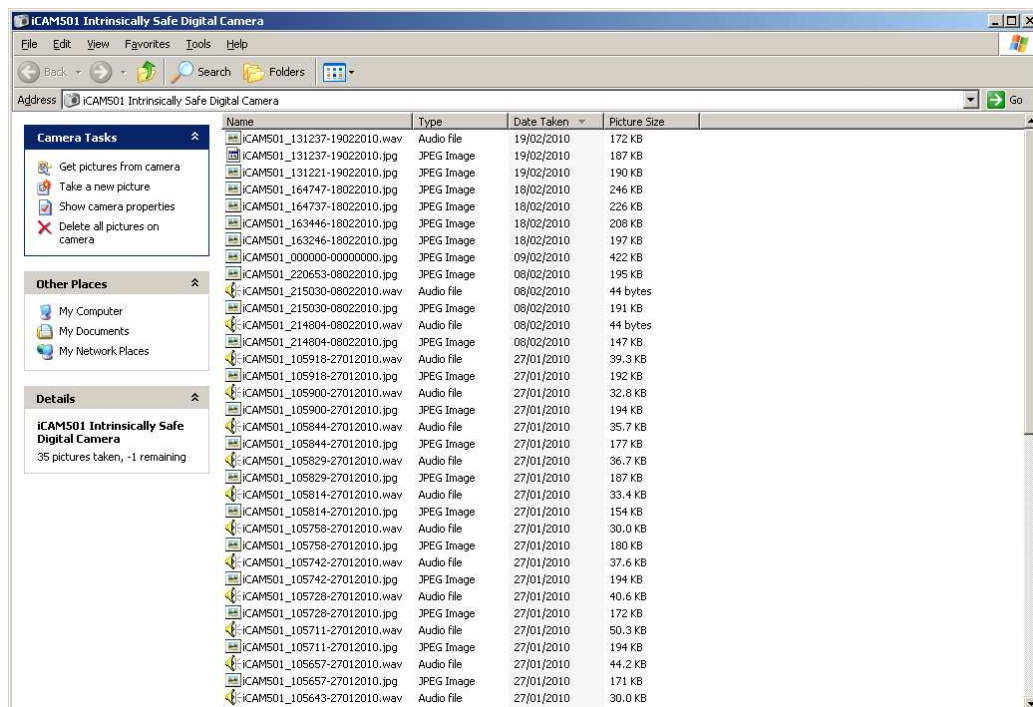 iCAM501 Intrinsically Safe Digital Camera
File Edit View Favorites Tools Help
Back Search Folders
Address iCAM501 Intrinsically Safe Digital Camera Go
Camera Tasks
Get pictures from camera
Take a new picture
Show camera properties
Delete all pictures on
camera
Other Places
My Computer
My Documents
My Network Places
Details
iCAM501 Intrinsically Safe
Digital Camera
35 pictures taken, -1 remaining
Name Type Date Taken Picture Size
iCAM501_131237-19022010.wav Audio file 19/02/2010 172 KB
iCAM501_131237-19022010.jpg JPEG Image 19/02/2010 187 KB
iCAM501_131221-19022010.jpg JPEG Image 19/02/2010 190 KB
iCAM501_164747-18022010.jpg JPEG Image 18/02/2010 246 KB
iCAM501_164737-18022010.jpg JPEG Image 18/02/2010 226 KB
iCAM501_163446-18022010.jpg JPEG Image 18/02/2010 208 KB
iCAM501_163246-18022010.jpg JPEG Image 18/02/2010 197 KB
iCAM501_000000-00000000.jpg JPEG Image 09/02/2010 422 KB
iCAM501_220653-08022010.jpg JPEG Image 08/02/2010 195 KB
iCAM501_215030-08022010.wav Audio file 08/02/2010 44 bytes
iCAM501_215030-08022010.jpg JPEG Image 08/02/2010 191 KB
iCAM501_214804-08022010.wav Audio file 08/02/2010 44 bytes
iCAM501_214804-08022010.jpg JPEG Image 08/02/2010 147 KB
iCAM501_105918-27012010.wav Audio file 27/01/2010 39.3 KB
iCAM501_105918-27012010.jpg JPEG Image 27/01/2010 192 KB
iCAM501_105900-27012010.wav Audio file 27/01/2010 32.8 KB
iCAM501_105900-27012010.jpg JPEG Image 27/01/2010 194 KB
iCAM501_105844-27012010.wav Audio file 27/01/2010 35.7 KB
iCAM501_105844-27012010.jpg JPEG Image 27/01/2010 177 KB
iCAM501_105829-27012010.wav Audio file 27/01/2010 36.7 KB
iCAM501_105829-27012010.jpg JPEG Image 27/01/2010 187 KB
iCAM501_105814-27012010.wav Audio file 27/01/2010 33.4 KB
iCAM501_105814-27012010.jpg JPEG Image 27/01/2010 154 KB
iCAM501_105758-27012010.wav Audio file 27/01/2010 30.0 KB
iCAM501_105758-27012010.jpg JPEG Image 27/01/2010 180 KB
iCAM501_105742-27012010.wav Audio file 27/01/2010 37.6 KB
iCAM501_105742-27012010.jpg JPEG Image 27/01/2010 194 KB
iCAM501_105728-27012010.wav Audio file 27/01/2010 40.6 KB
iCAM501_105728-27012010.jpg JPEG Image 27/01/2010 172 KB
iCAM501_105711-27012010.wav Audio file 27/01/2010 50.3 KB
iCAM501_105711-27012010.jpg JPEG Image 27/01/2010 194 KB
iCAM501_105657-27012010.wav Audio file 27/01/2010 44.2 KB
iCAM501_105657-27012010.jpg JPEG Image 27/01/2010 171 KB
iCAM501_105643-27012010.wav Audio file 27/01/2010 30.0 KB